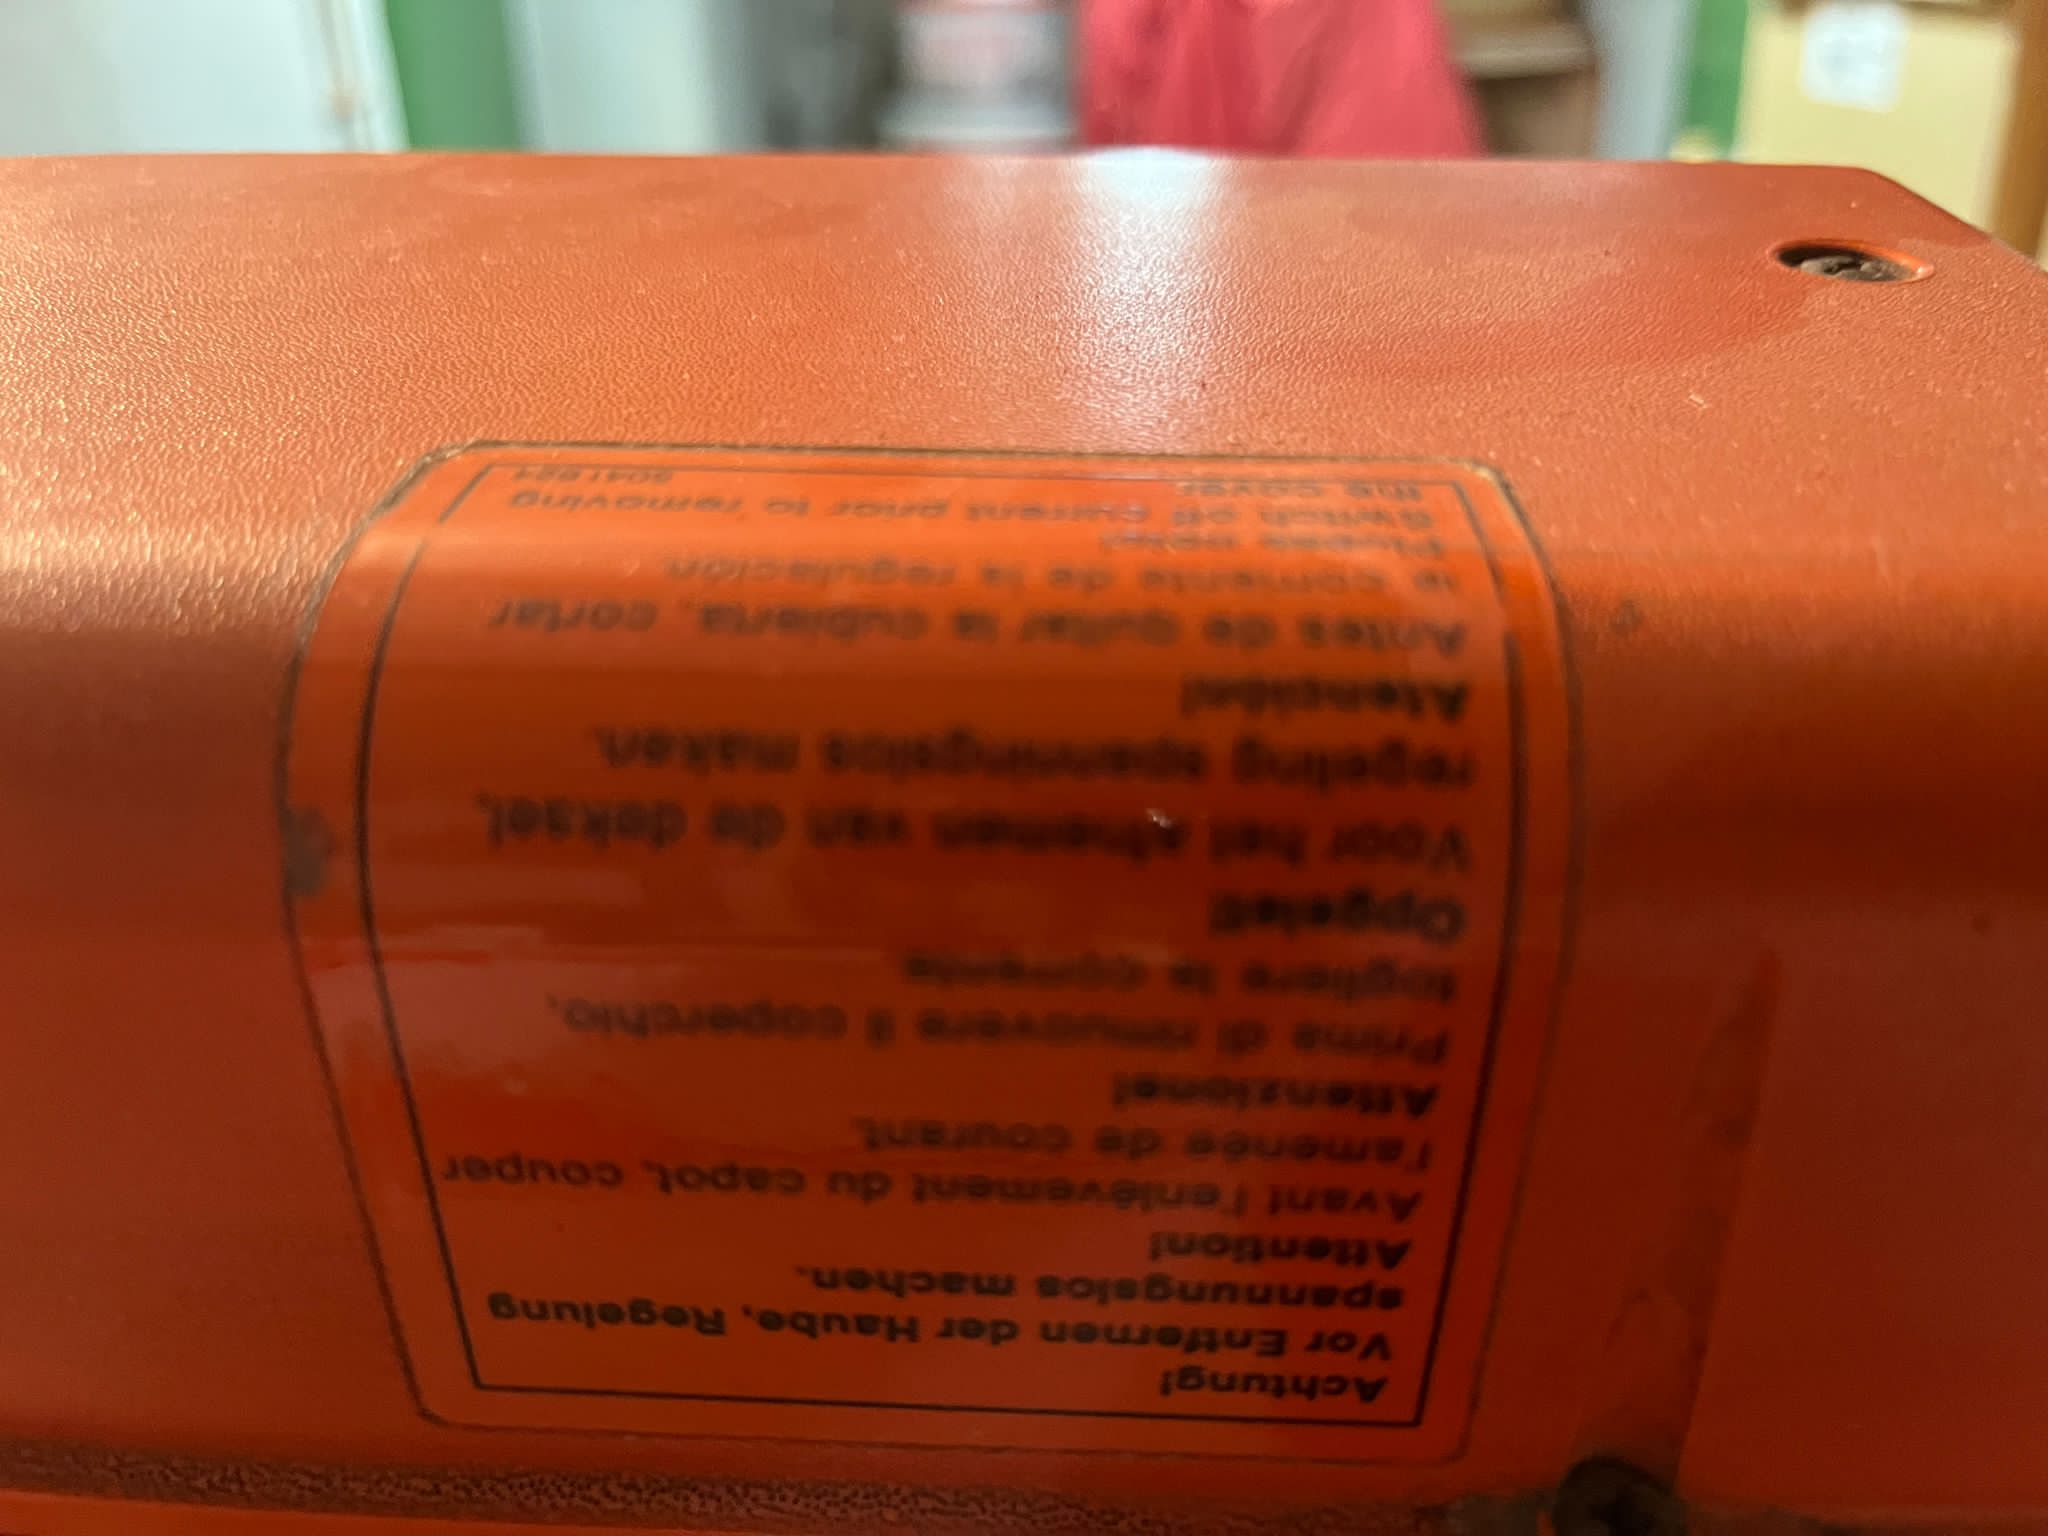 Achtung!
Vor Entfernen der Haube, Regelung
spannungslos machen.
Attention!
Avant l'enlèvement du capot, couper
l'amenée de courant.
Attenzione!
Prima di rimuovere il coperchio,
togliere la corrente
Opgelet!
Voor het afnemen van de deksel,
regeling spanningslos maken.
Atención!
Antes de quitar la cubierta, cortar
la corriente de la regulación.
Please note!
Switch off current prior to removing
the cover